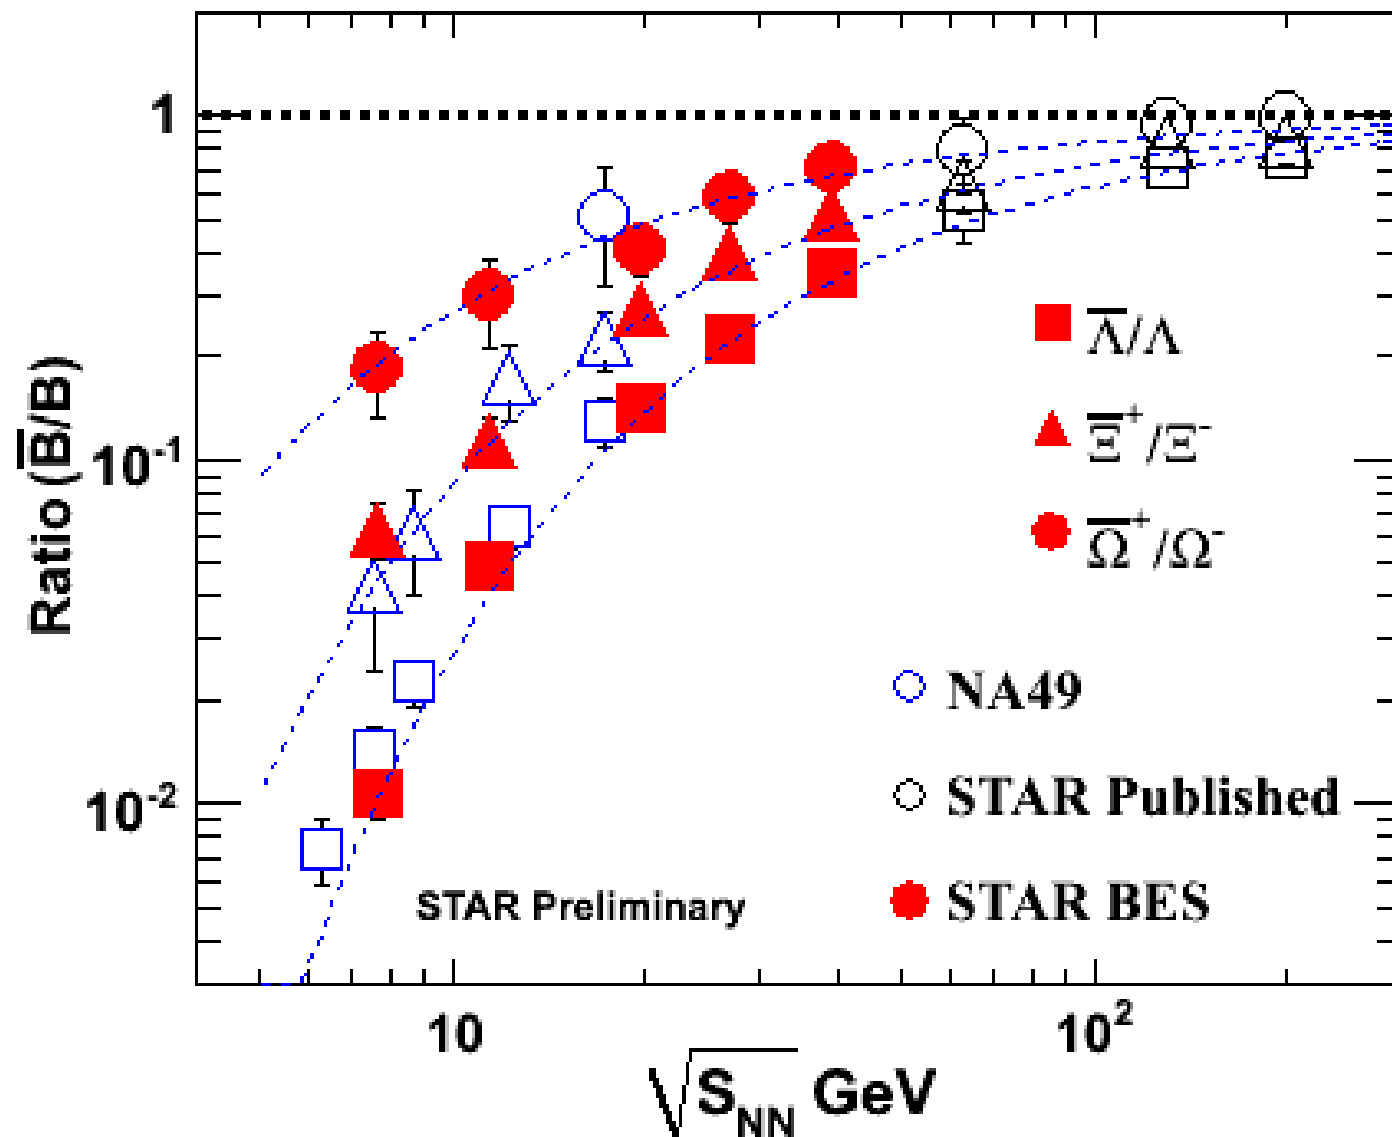 1
10⁻¹
10⁻²
Ratio (B̅/B)
Λ̅/Λ
Ξ̅⁺/Ξ⁻
Ω̅⁺/Ω⁻
NA49
STAR Published
STAR BES
STAR Preliminary
10
10²
√S_NN GeV